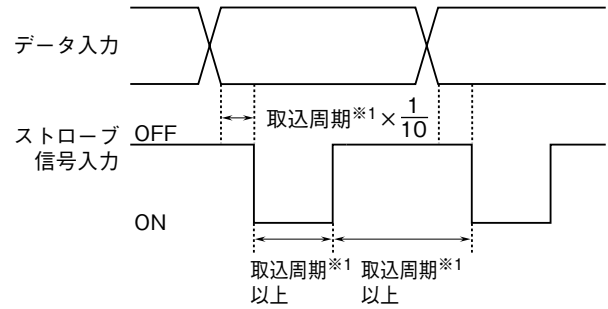 データ入力
取込周期※1×1/10
ストローブ
信号入力
OFF
ON
取込周期※1
以上
取込周期※1
以上